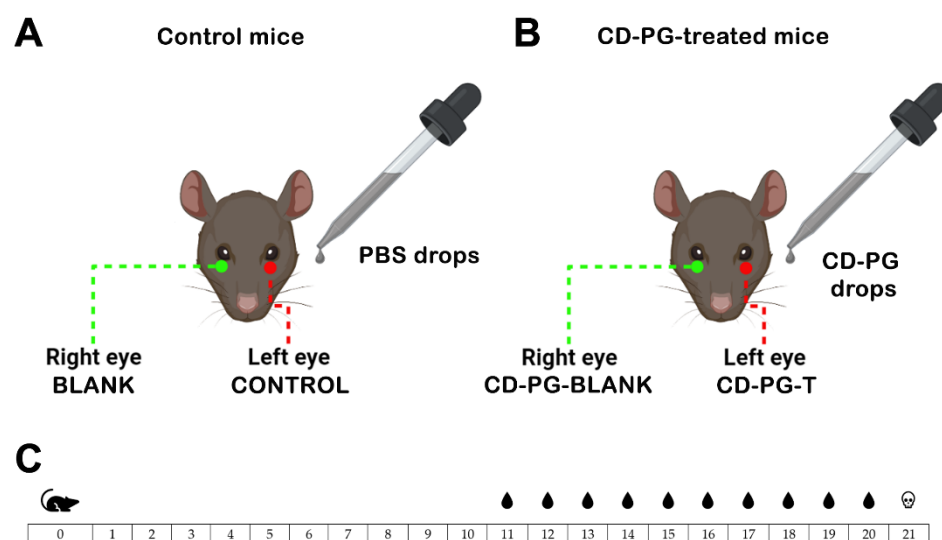 A
Control mice
PBS drops
Right eye
BLANK
Left eye
CONTROL
B
CD-PG-treated mice
CD-PG
drops
Right eye
CD-PG-BLANK
Left eye
CD-PG-T
C
0 1 2 3 4 5 6 7 8 9 10 11 12 13 14 15 16 17 18 19 20 21